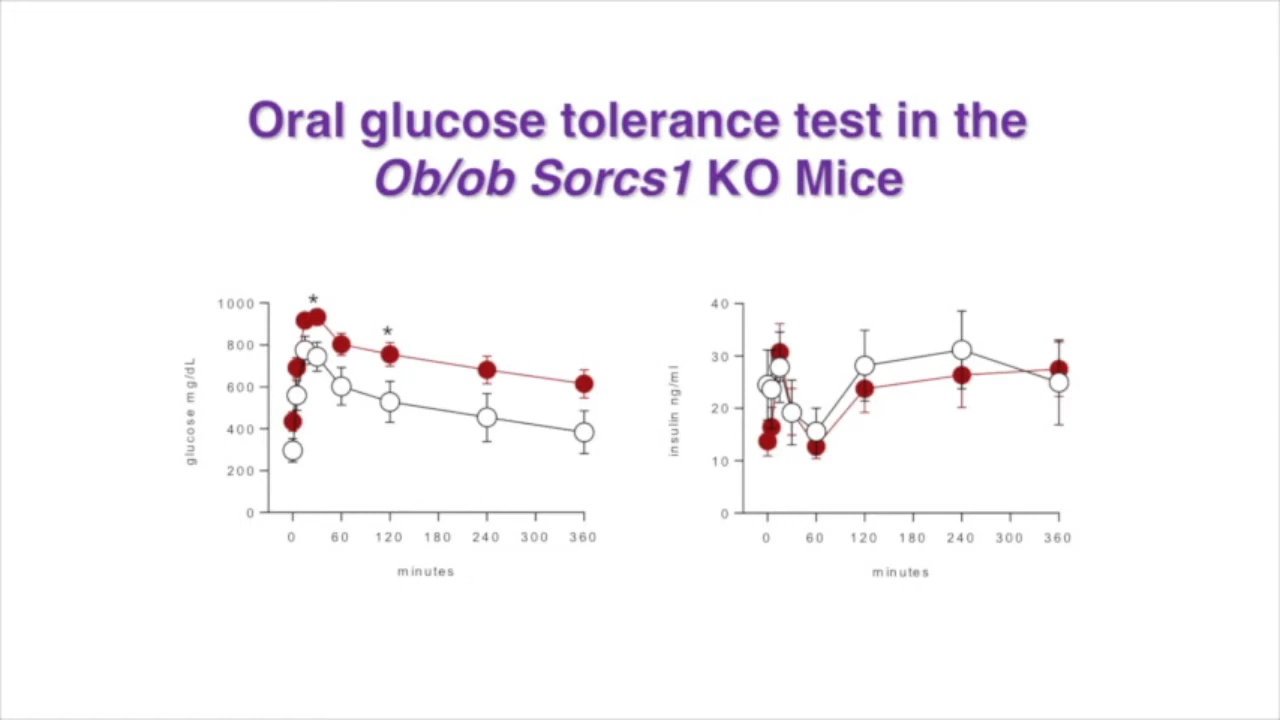 Oral glucose tolerance test in the
Ob/ob Sorcs1 KO Mice
glucose mg/dL
1000
800
600
400
200
0
*
*
0 60 120 180 240 300 360
minutes
insulin ng/ml
40
30
20
10
0
0 60 120 180 240 300 360
minutes